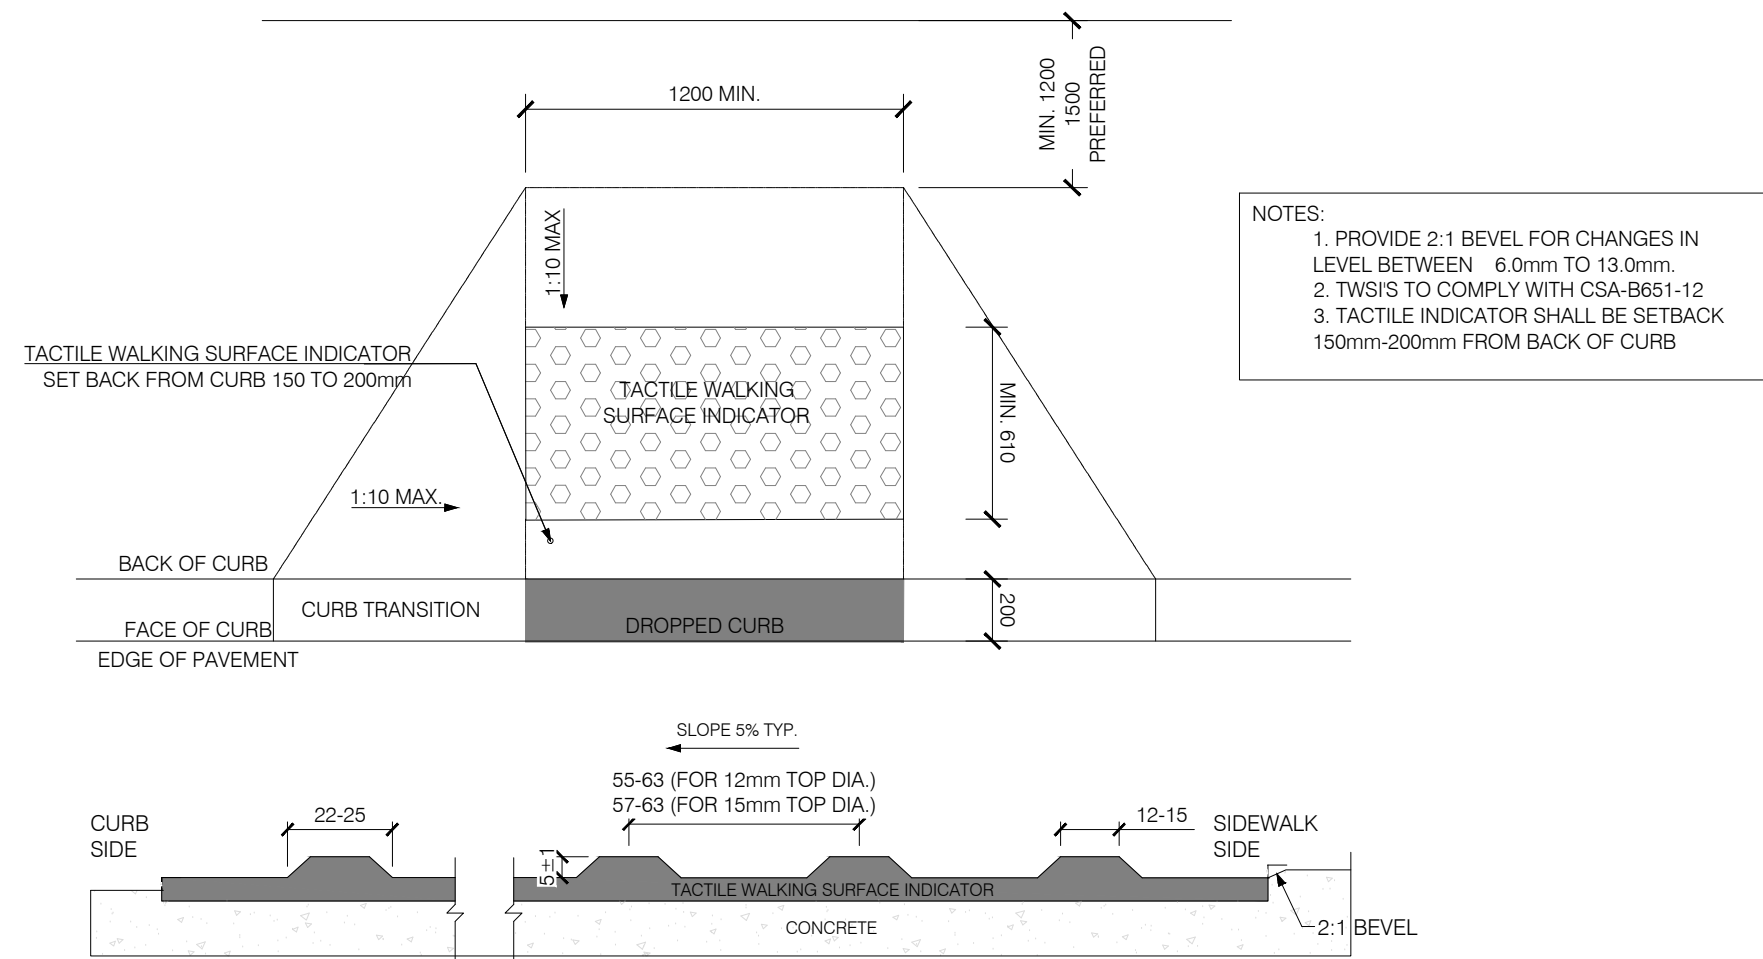 MIN. 1200
1500
PREFERRED
1200 MIN.
1:10 MAX
NOTES:
1. PROVIDE 2:1 BEVEL FOR CHANGES IN
LEVEL BETWEEN 6.0mm TO 13.0mm.
2. TWSI'S TO COMPLY WITH CSA-B651-12
3. TACTILE INDICATOR SHALL BE SETBACK
150mm-200mm FROM BACK OF CURB
TACTILE WALKING SURFACE INDICATOR
SET BACK FROM CURB 150 TO 200mm
TACTILE WALKING
SURFACE INDICATOR
MIN. 610
1:10 MAX.
BACK OF CURB
CURB TRANSITION
200
FACE OF CURB
DROPPED CURB
EDGE OF PAVEMENT
SLOPE 5% TYP.
55-63 (FOR 12mm TOP DIA.)
57-63 (FOR 15mm TOP DIA.)
CURB
SIDE
22-25
12-15
SIDEWALK
SIDE
5±1
TACTILE WALKING SURFACE INDICATOR
CONCRETE
2:1 BEVEL